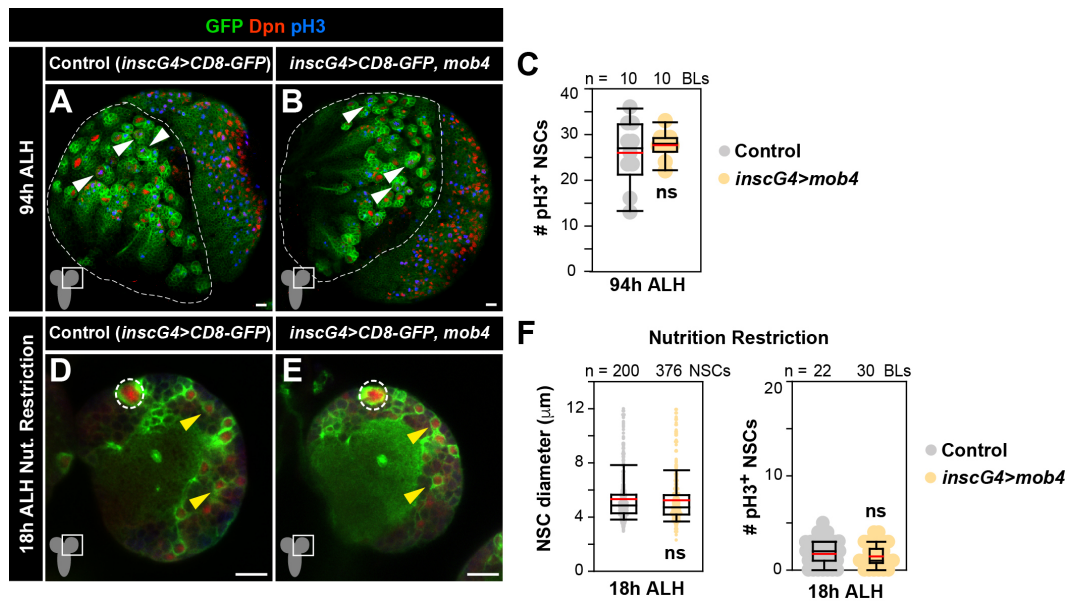 GFP Dpn pH3
Control (inscG4>CD8-GFP)
inscG4>CD8-GFP, mob4
94h ALH
A
B
C
n = 10 10 BLs
# pH3+ NSCs
40
30
20
10
0
ns
94h ALH
Control
inscG4>mob4
Control (inscG4>CD8-GFP)
inscG4>CD8-GFP, mob4
18h ALH Nut. Restriction
D
E
F
Nutrition Restriction
n = 200 376 NSCs
NSC diameter (μm)
12
8
4
0
ns
18h ALH
n = 22 30 BLs
# pH3+ NSCs
20
10
0
ns
18h ALH
Control
inscG4>mob4